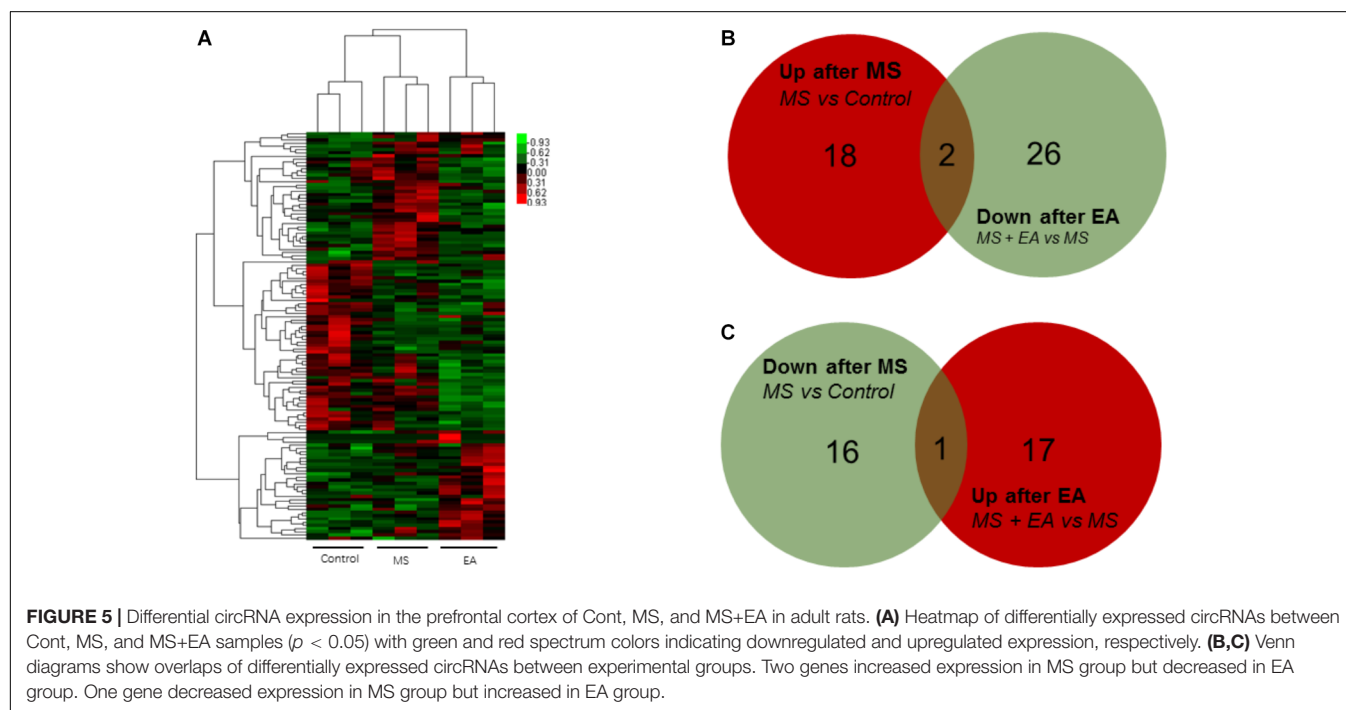 A
-0.93
-0.62
-0.31
0.00
0.31
0.62
0.93
Control
MS
EA
B
Up after MS
MS vs Control
18
2
26
Down after EA
MS + EA vs MS
C
Down after MS
MS vs Control
16
1
17
Up after EA
MS + EA vs MS
FIGURE 5 | Differential circRNA expression in the prefrontal cortex of Cont, MS, and MS+EA in adult rats. (A) Heatmap of differentially expressed circRNAs between
Cont, MS, and MS+EA samples (p < 0.05) with green and red spectrum colors indicating downregulated and upregulated expression, respectively. (B,C) Venn
diagrams show overlaps of differentially expressed circRNAs between experimental groups. Two genes increased expression in MS group but decreased in EA
group. One gene decreased expression in MS group but increased in EA group.